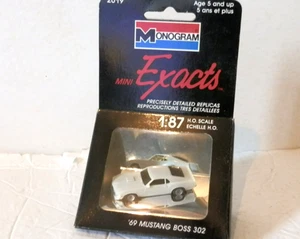 2019
Age 5 and up
5 ans et plus
MONOGRAM
MINI Exacts
PRECISELY DETAILED REPLICAS
REPRODUCTIONS TRES DETAILLEES
1:87 H.O. SCALE
ECHELLE H.O.
'69 MUSTANG BOSS 302